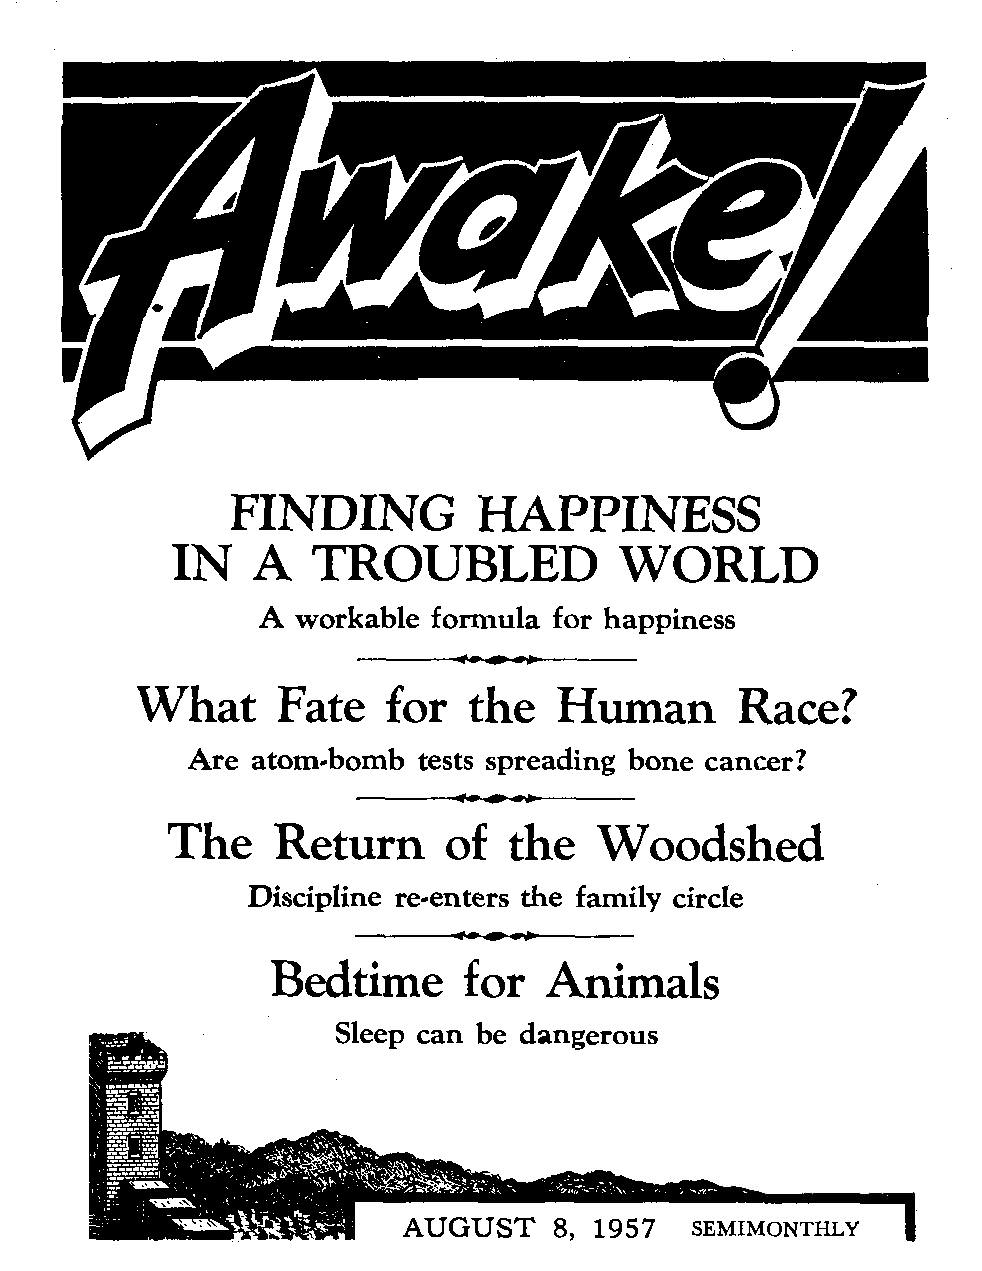 Awake!
FINDING HAPPINESS
IN A TROUBLED WORLD
A workable formula for happiness
What Fate for the Human Race?
Are atom-bomb tests spreading bone cancer?
The Return of the Woodshed
Discipline re-enters the family circle
Bedtime for Animals
Sleep can be dangerous
AUGUST 8, 1957 SEMIMONTHLY